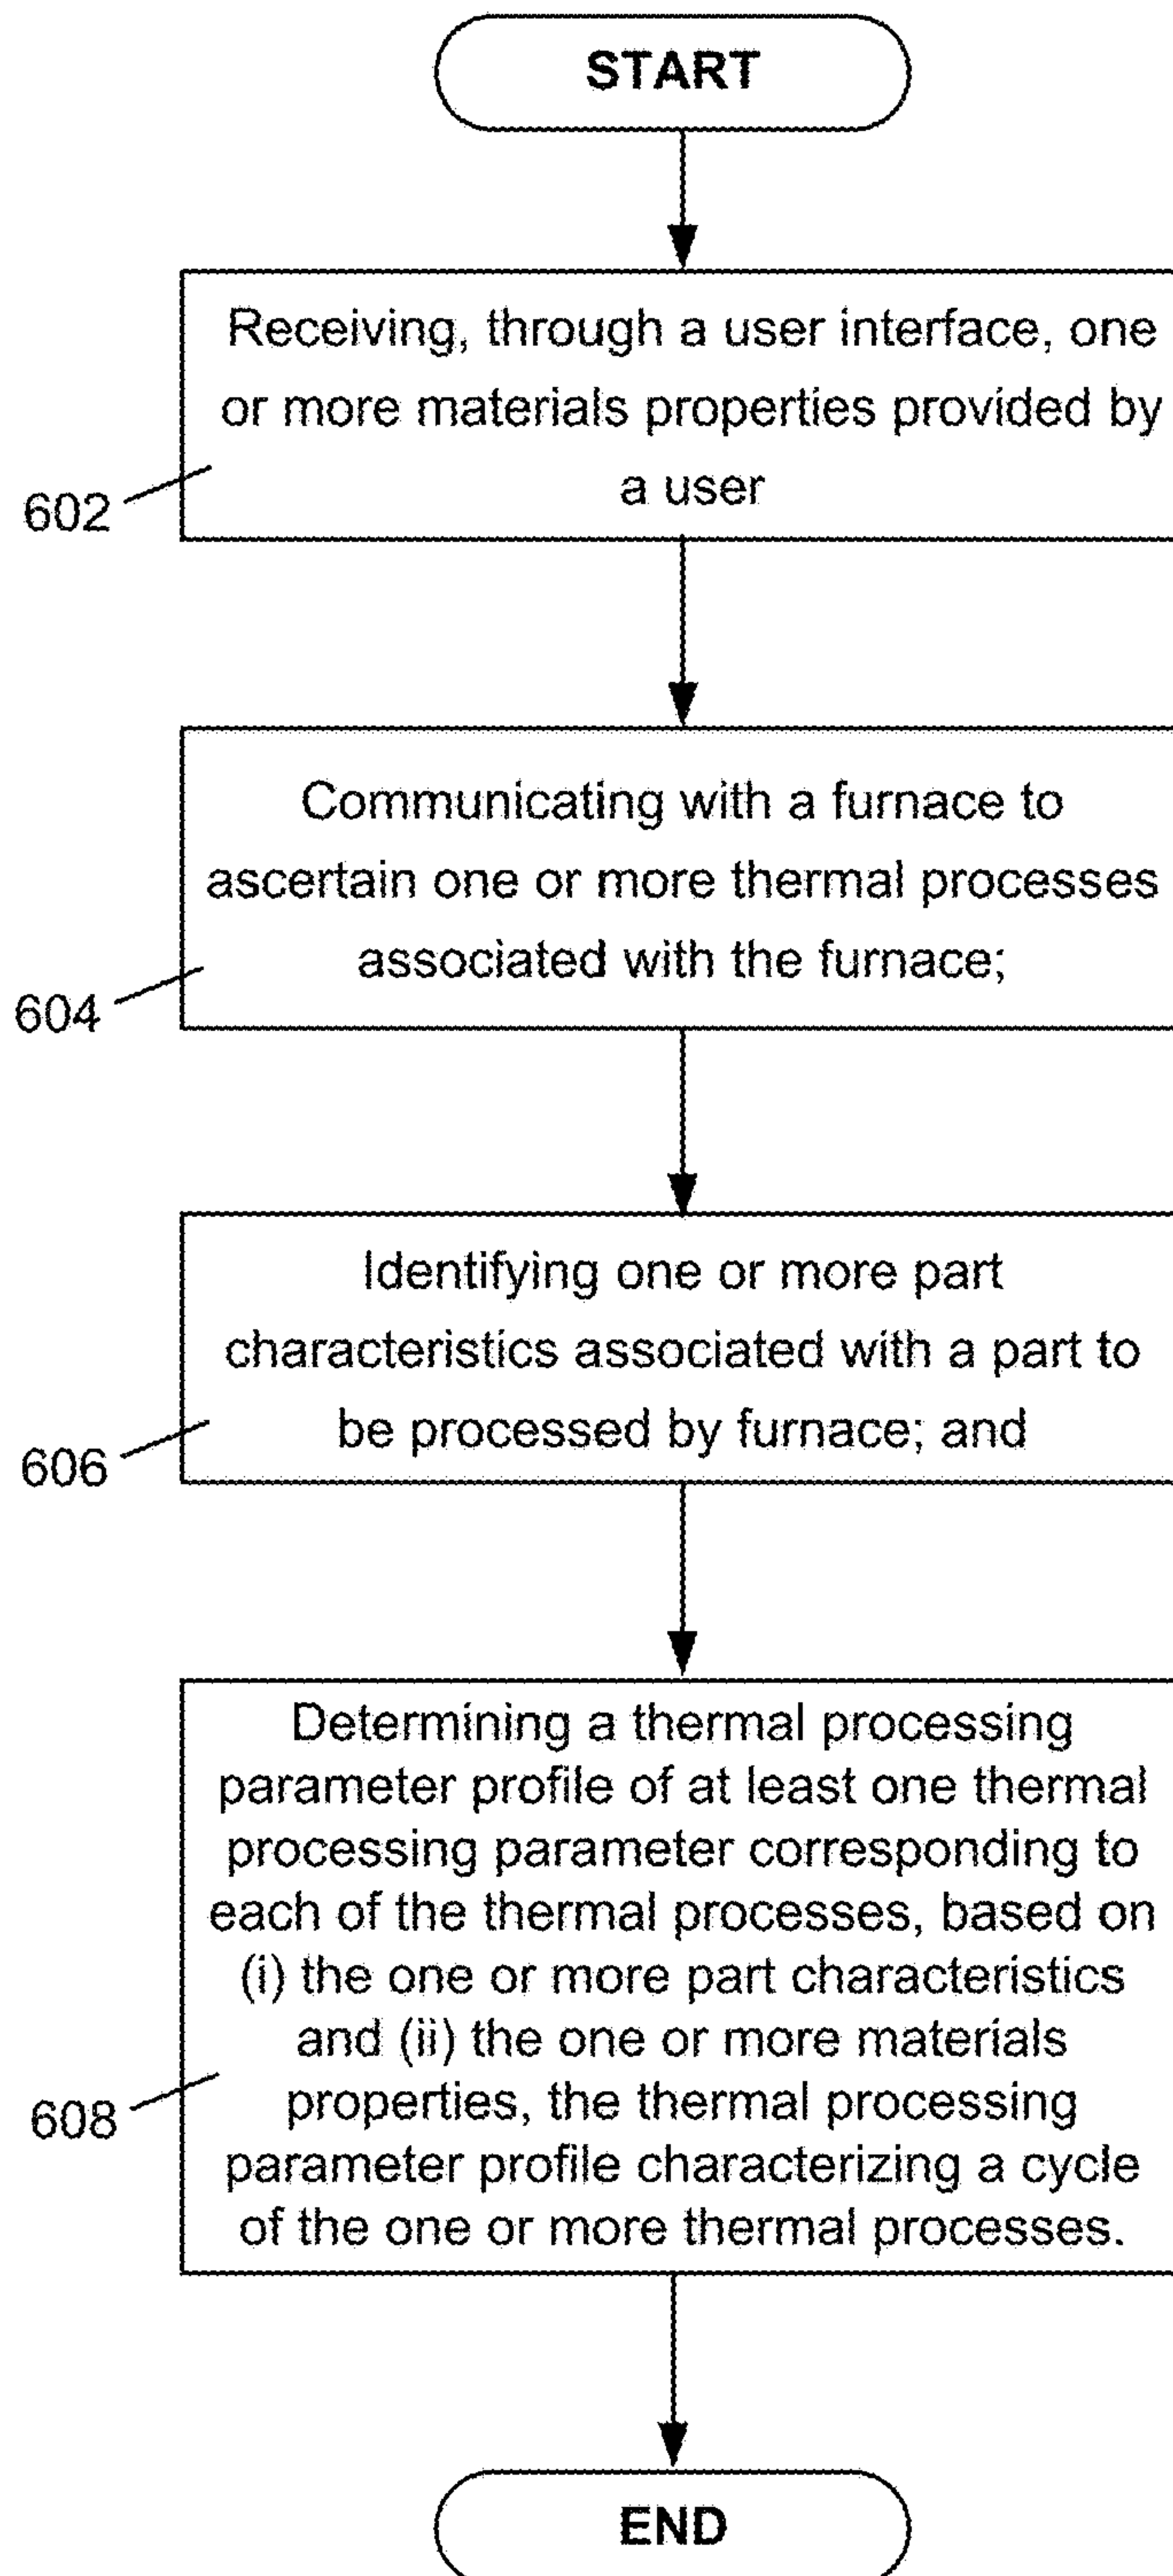 START
Receiving, through a user interface, one
or more materials properties provided by
a user
602
Communicating with a furnace to
ascertain one or more thermal processes
associated with the furnace;
604
Identifying one or more part
characteristics associated with a part to
be processed by furnace; and
606
Determining a thermal processing
parameter profile of at least one thermal
processing parameter corresponding to
each of the thermal processes, based on
(i) the one or more part characteristics
and (ii) the one or more materials
properties, the thermal processing
parameter profile characterizing a cycle
of the one or more thermal processes.
608
END